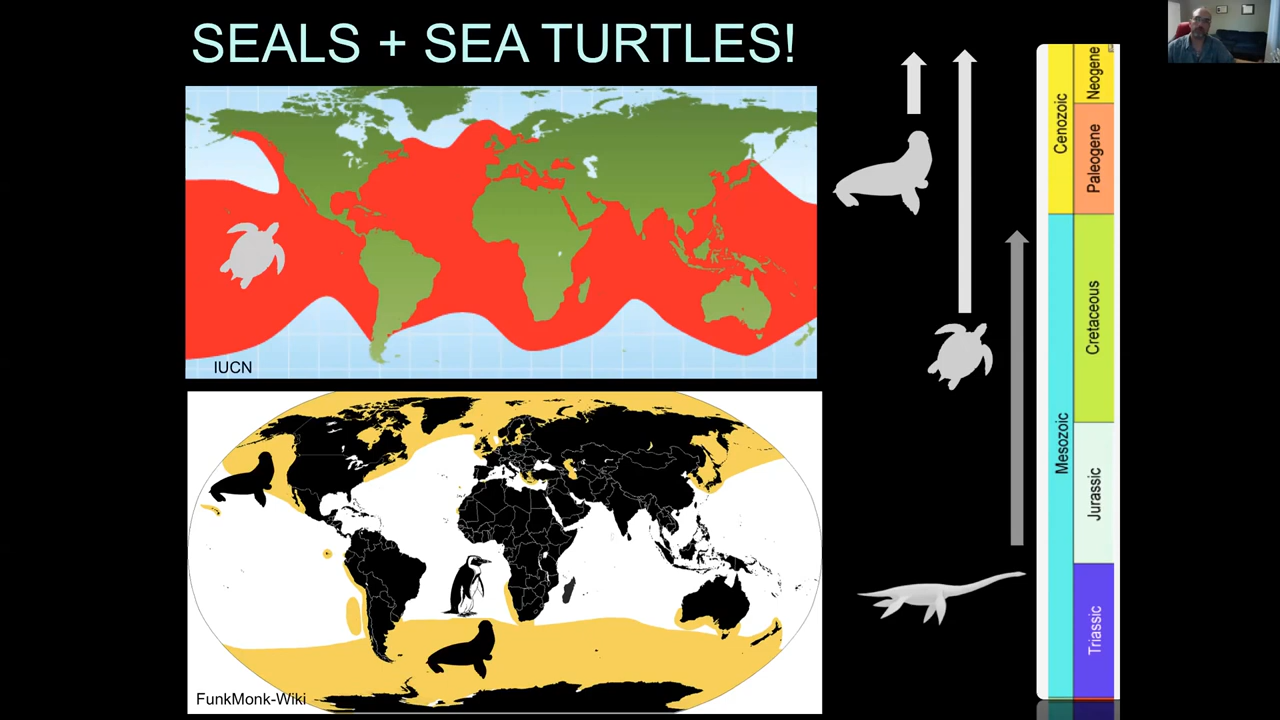 SEALS + SEA TURTLES!
IUCN
FunkMonk-Wiki
Cenozoic
Mesozoic
Neogene
Paleogene
Cretaceous
Jurassic
Triassic